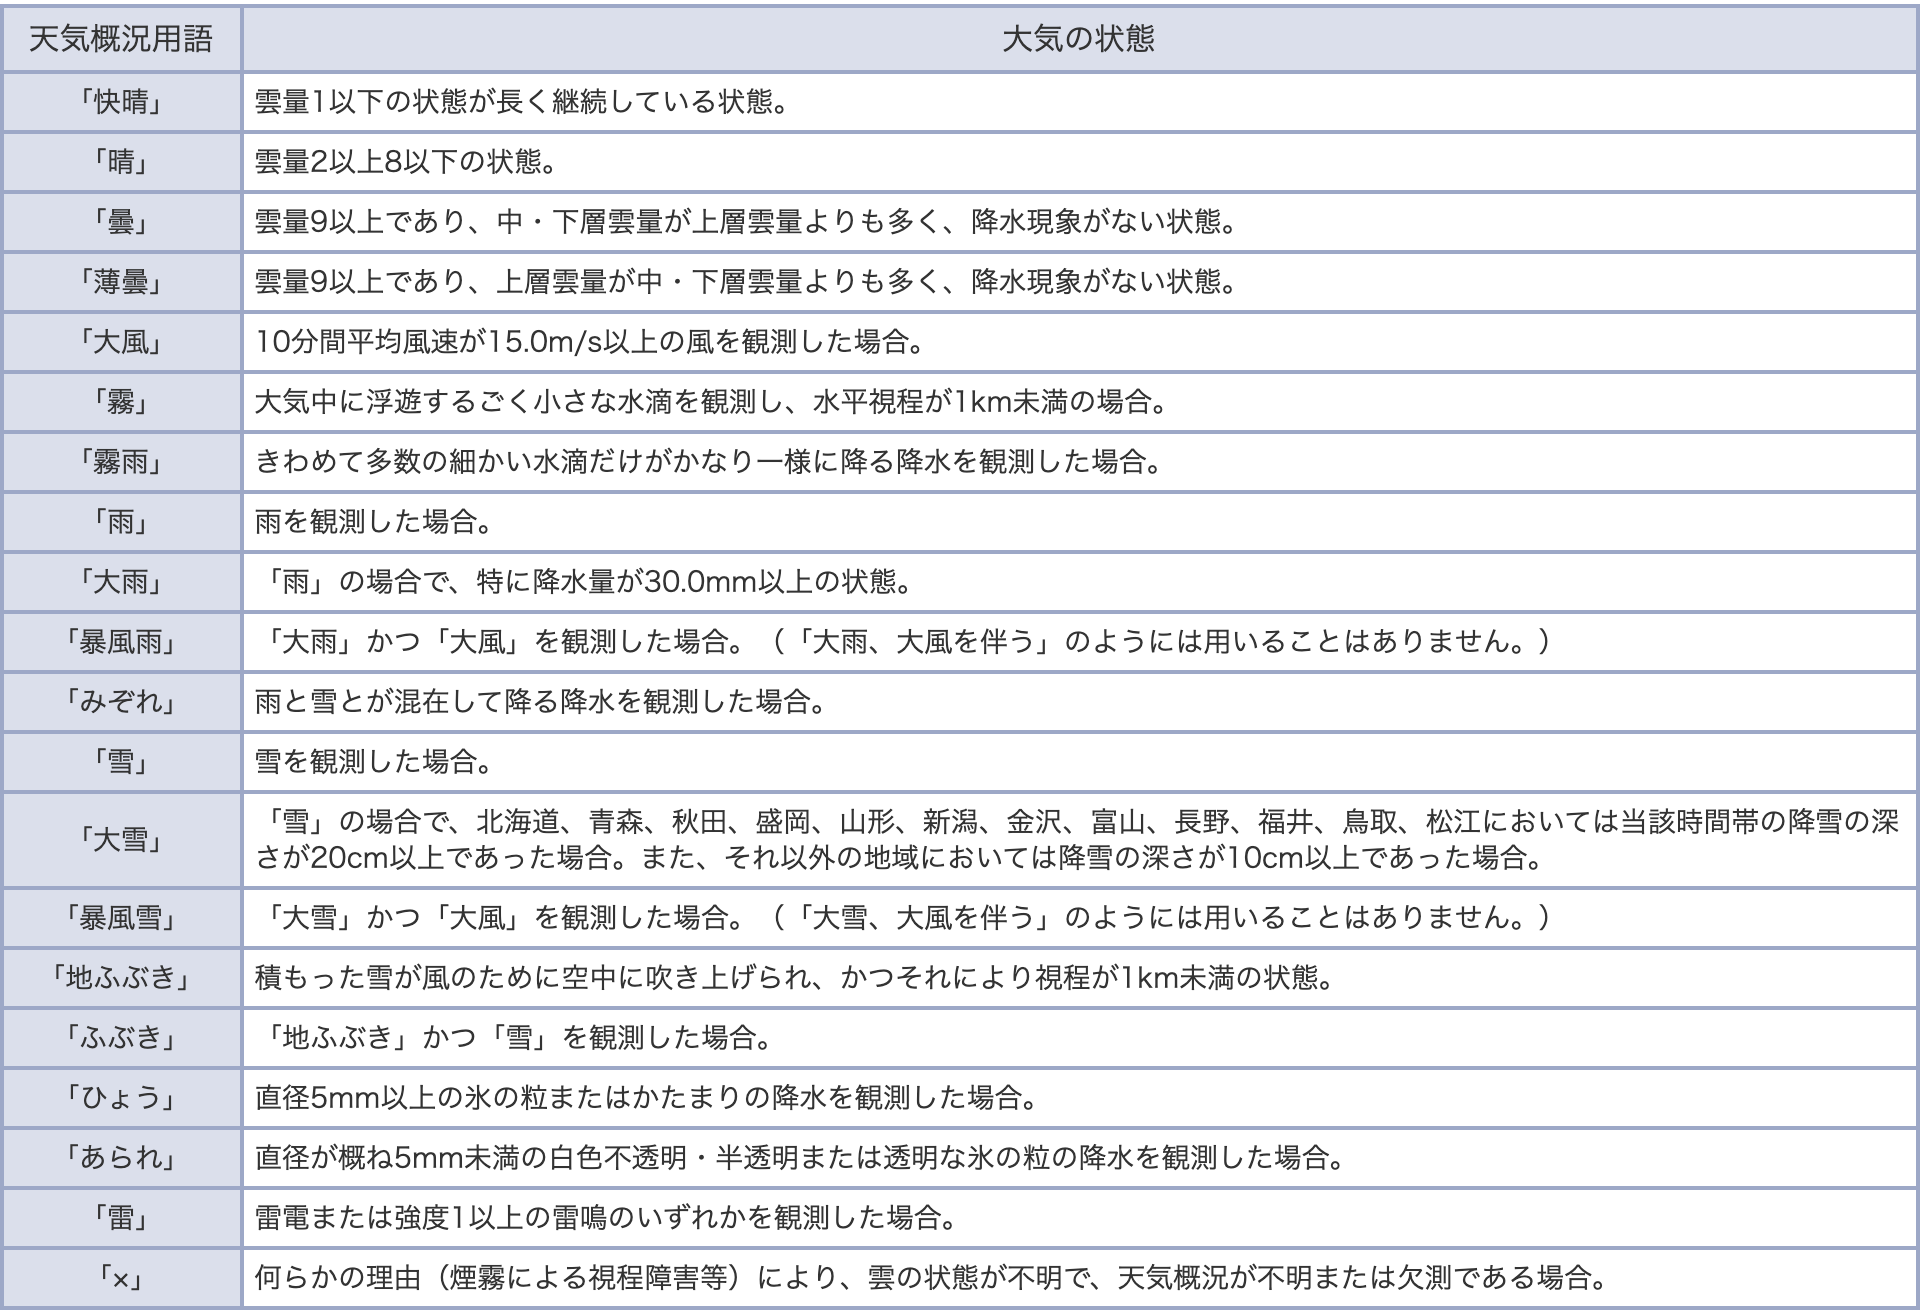 天気概況用語 大気の状態
「快晴」 雲量1以下の状態が長く継続している状態。
「晴」 雲量2以上8以下の状態。
「曇」 雲量9以上であり、中・下層雲量が上層雲量よりも多く、降水現象がない状態。
「薄曇」 雲量9以上であり、上層雲量が中・下層雲量よりも多く、降水現象がない状態。
「大風」 10分間平均風速が15.0m/s以上の風を観測した場合。
「霧」 大気中に浮遊するごく小さな水滴を観測し、水平視程が1km未満の場合。
「霧雨」 きわめて多数の細かい水滴だけがかなり一様に降る降水を観測した場合。
「雨」 雨を観測した場合。
「大雨」 「雨」の場合で、特に降水量が30.0mm以上の状態。
「暴風雨」 「大雨」かつ「大風」を観測した場合。（「大雨、大風を伴う」のようには用いることはありません。）
「みぞれ」 雨と雪とが混在して降る降水を観測した場合。
「雪」 雪を観測した場合。
「大雪」 「雪」の場合で、北海道、青森、秋田、盛岡、山形、新潟、金沢、富山、長野、福井、鳥取、松江においては当該時間帯の降雪の深
さが20cm以上であった場合。また、それ以外の地域においては降雪の深さが10cm以上であった場合。
「暴風雪」 「大雪」かつ「大風」を観測した場合。（「大雪、大風を伴う」のようには用いることはありません。）
「地ふぶき」 積もった雪が風のために空中に吹き上げられ、かつそれにより視程が1km未満の状態。
「ふぶき」 「地ふぶき」かつ「雪」を観測した場合。
「ひょう」 直径5mm以上の氷の粒またはかたまりの降水を観測した場合。
「あられ」 直径が概ね5mm未満の白色不透明・半透明または透明な氷の粒の降水を観測した場合。
「雷」 雷電または強度1以上の雷鳴のいずれかを観測した場合。
「×」 何らかの理由（煙霧による視程障害等）により、雲の状態が不明で、天気概況が不明または欠測である場合。